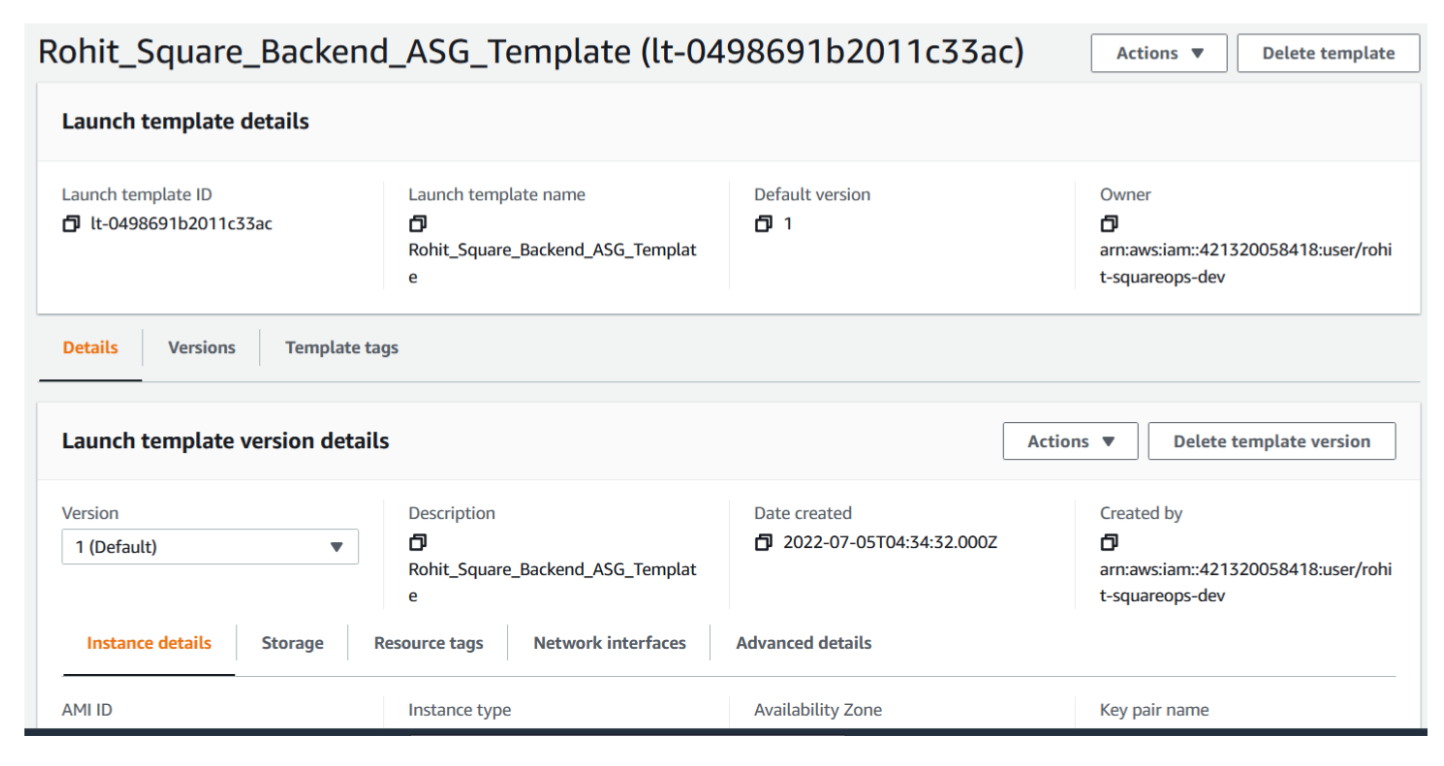 Rohit_Square_Backend_ASG_Template (lt-0498691b2011c33ac)
Actions
Delete template
Launch template details
Launch template ID
lt-0498691b2011c33ac
Launch template name
Rohit_Square_Backend_ASG_Templat
e
Default version
1
Owner
arn:aws:iam::421320058418:user/rohi
t-squareops-dev
Details
Versions
Template tags
Launch template version details
Actions
Delete template version
Version
1 (Default)
Description
Rohit_Square_Backend_ASG_Templat
e
Date created
2022-07-05T04:34:32.000Z
Created by
arn:aws:iam::421320058418:user/rohi
t-squareops-dev
Instance details
Storage
Resource tags
Network interfaces
Advanced details
AMI ID
Instance type
Availability Zone
Key pair name